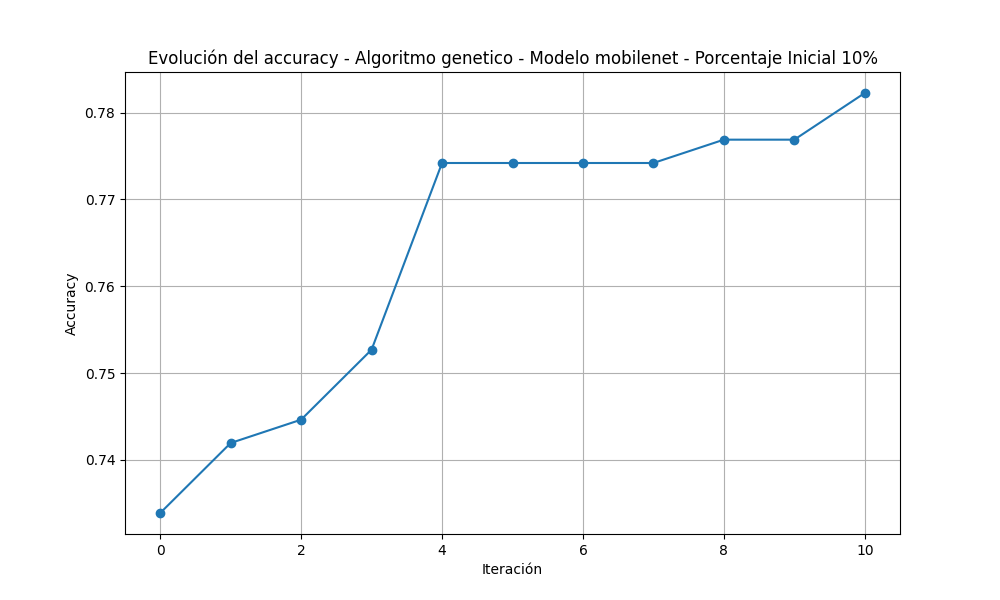 Evolución del accuracy - Algoritmo genetico - Modelo mobilenet - Porcentaje Inicial 10%
0.78
0.77
0.76
0.75
0.74
Accuracy
0 2 4 6 8 10
Iteración